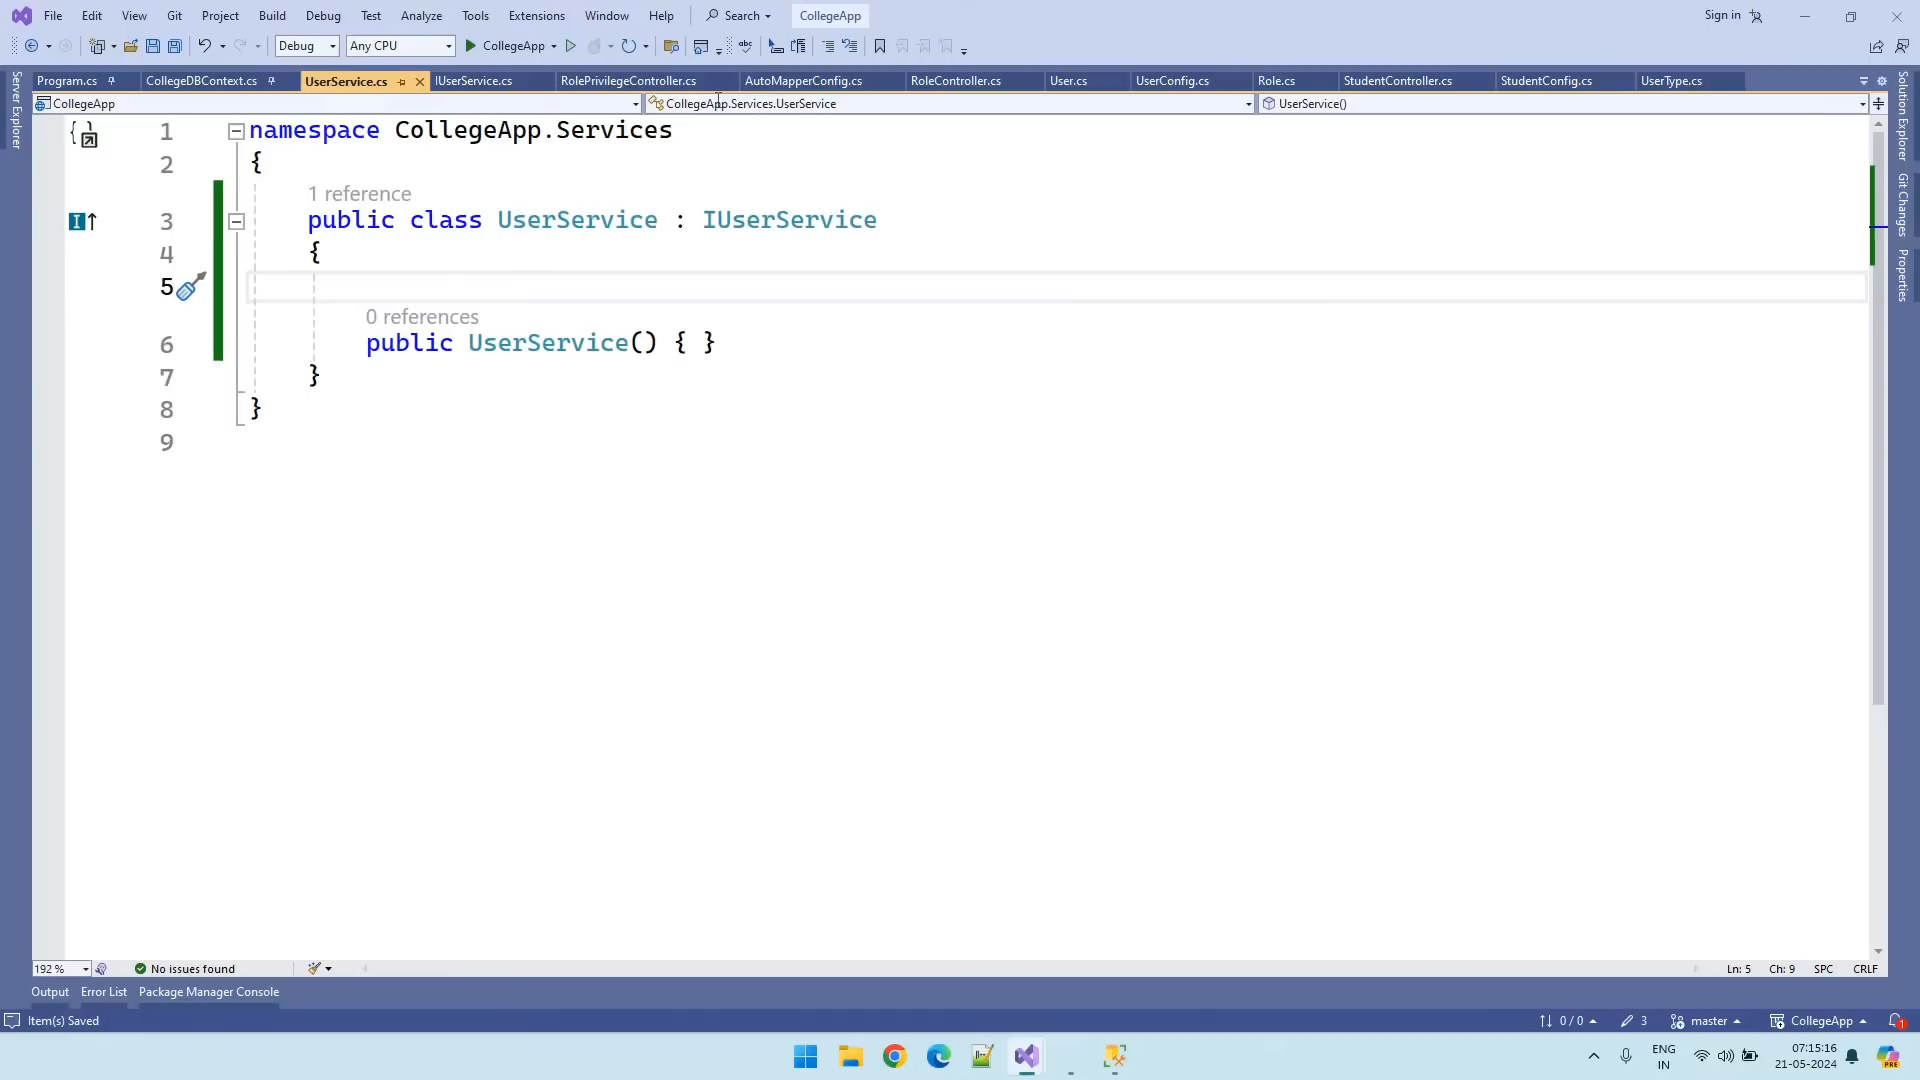 File Edit View Git Project Build Debug Test Analyze Tools Extensions Window Help Search CollegeApp Sign in
Debug Any CPU CollegeApp
Program.cs CollegeDBContext.cs UserService.cs IUserService.cs RolePrivilegeController.cs AutoMapperConfig.cs RoleController.cs User.cs UserConfig.cs Role.cs StudentController.cs StudentConfig.cs UserType.cs
CollegeApp CollegeApp.Services.UserService UserService()
Server Explorer
Solution Explorer
Git Changes
Properties
1 namespace CollegeApp.Services
2 {
1 reference
3 public class UserService : IUserService
4 {
5
0 references
6 public UserService() { }
7 }
8 }
9
192 % No issues found Ln: 5 Ch: 9 SPC CRLF
Output Error List Package Manager Console
Item(s) Saved 0 / 0 3 master CollegeApp 1
ENG 07:15:16
IN 21-05-2024
PRE